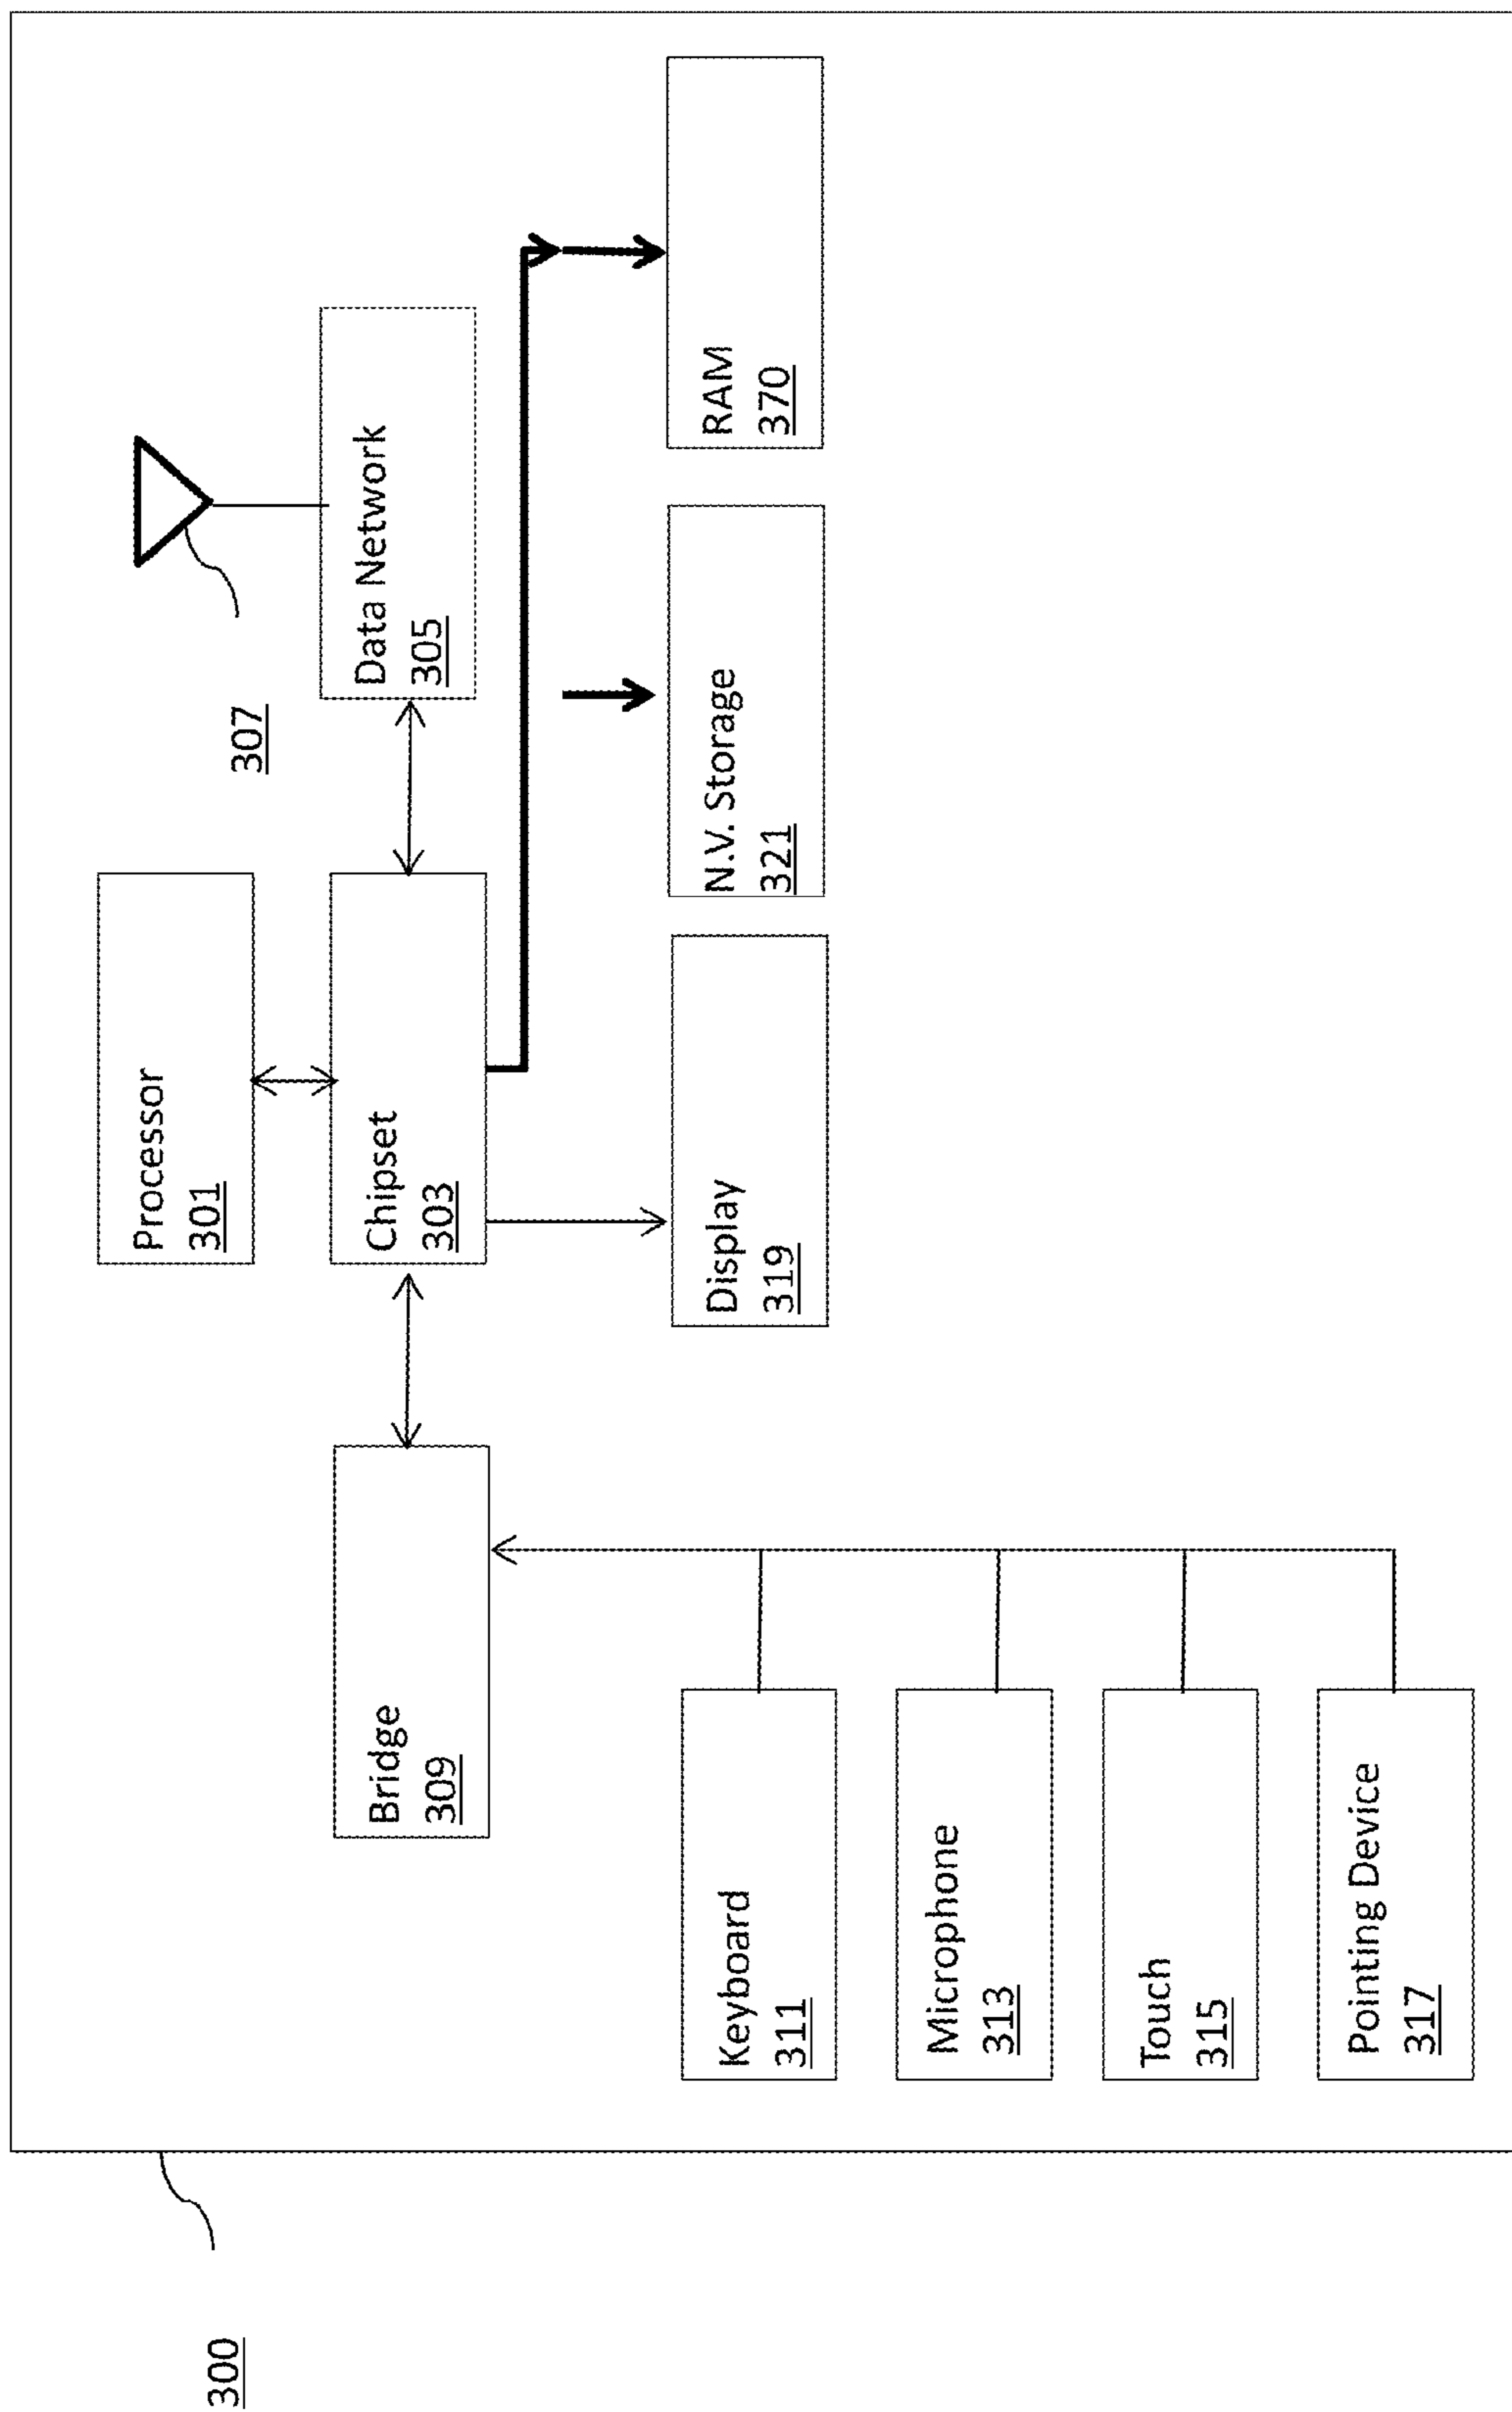 300
Processor
301
307
Bridge
309
Chipset
303
Data Network
305
Keyboard
311
Display
319
N.V. Storage
321
RAM
370
Microphone
313
Touch
315
Pointing Device
317